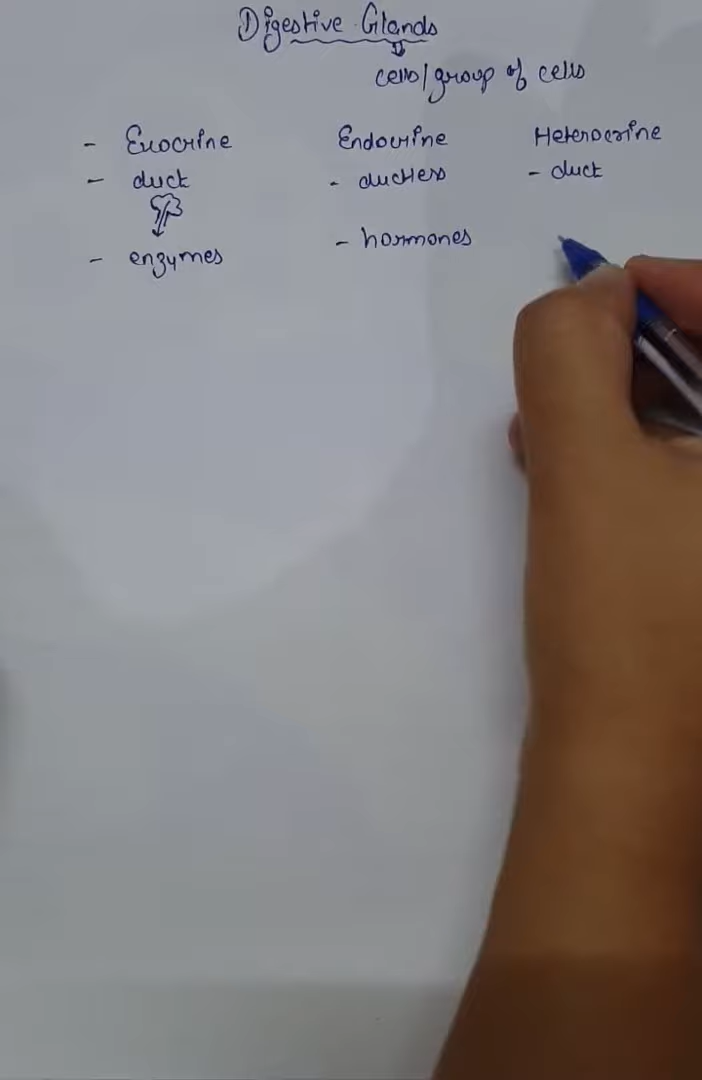 Digestive Glands
cells/group of cells
- Exocrine Endocrine Heterocrine
- duct - ductless - duct
- enzymes - hormones